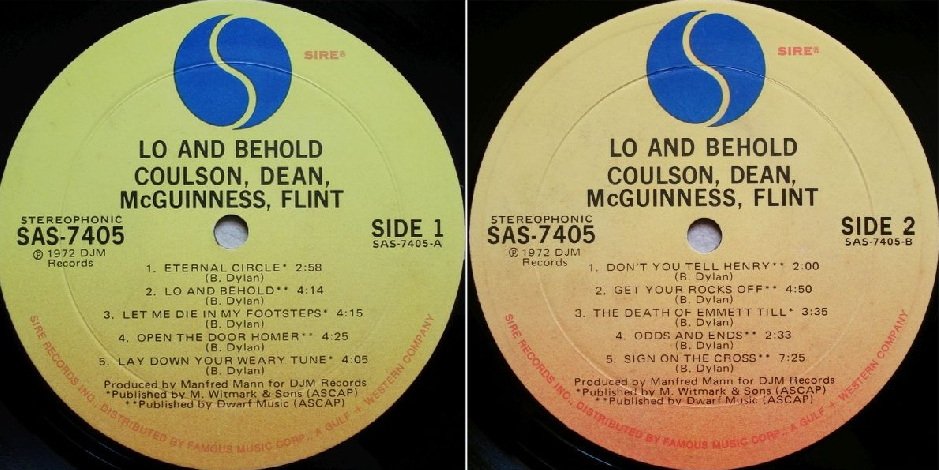 SIRE®
LO AND BEHOLD
COULSON, DEAN,
McGUINNESS, FLINT
STEREOPHONIC
SAS-7405
℗ 1972 DJM
Records
SIDE 1
SAS-7405-A
1. ETERNAL CIRCLE* 2:58
(B. Dylan)
2. LO AND BEHOLD** 4:14
(B. Dylan)
3. LET ME DIE IN MY FOOTSTEPS* 4:15
(B. Dylan)
4. OPEN THE DOOR HOMER** 4:25
(B. Dylan)
5. LAY DOWN YOUR WEARY TUNE* 4:05
(B. Dylan)
Produced by Manfred Mann for DJM Records
*Published by M. Witmark & Sons (ASCAP)
**Published by Dwarf Music (ASCAP)
SIRE RECORDS INC., DISTRIBUTED BY FAMOUS MUSIC CORP., A GULF + WESTERN COMPANY
SIRE®
LO AND BEHOLD
COULSON, DEAN,
McGUINNESS, FLINT
STEREOPHONIC
SAS-7405
℗ 1972 DJM
Records
SIDE 2
SAS-7405-B
1. DON'T YOU TELL HENRY** 2:00
(B. Dylan)
2. GET YOUR ROCKS OFF** 4:50
(B. Dylan)
3. THE DEATH OF EMMETT TILL* 3:35
(B. Dylan)
4. ODDS AND ENDS** 2:33
(B. Dylan)
5. SIGN ON THE CROSS** 7:25
(B. Dylan)
Produced by Manfred Mann for DJM Records
*Published by M. Witmark & Sons (ASCAP)
**Published by Dwarf Music (ASCAP)
SIRE RECORDS INC., DISTRIBUTED BY FAMOUS MUSIC CORP., A GULF + WESTERN COMPANY